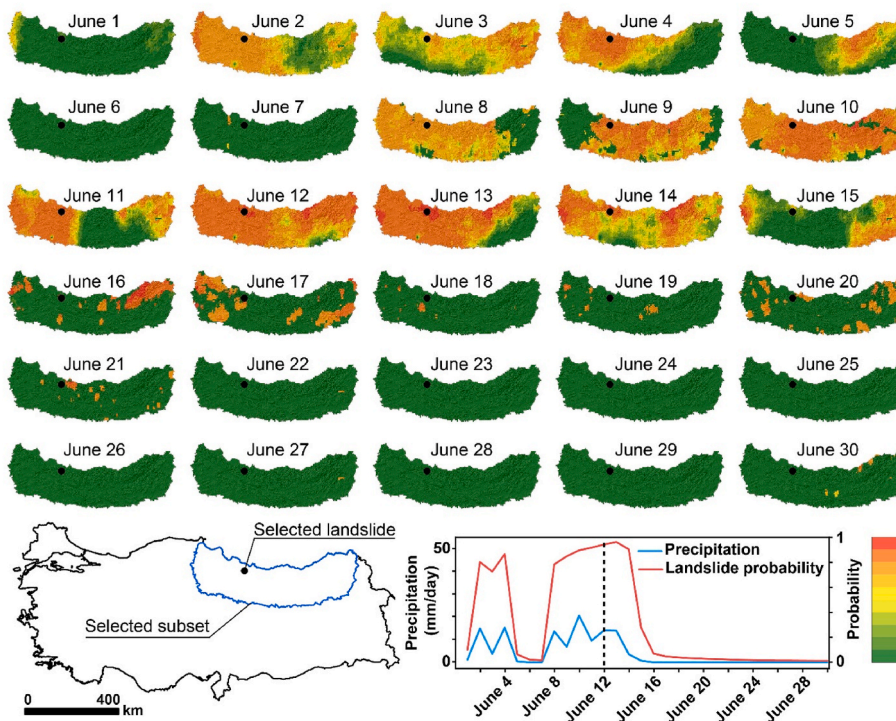 June 1 June 2 June 3 June 4 June 5
June 6 June 7 June 8 June 9 June 10
June 11 June 12 June 13 June 14 June 15
June 16 June 17 June 18 June 19 June 20
June 21 June 22 June 23 June 24 June 25
June 26 June 27 June 28 June 29 June 30
Selected landslide
Selected subset
0 400
km
Precipitation
(mm/day)
50
0
Precipitation
Landslide probability
1
0
Probability
June 4 June 8 June 12 June 16 June 20 June 24 June 28